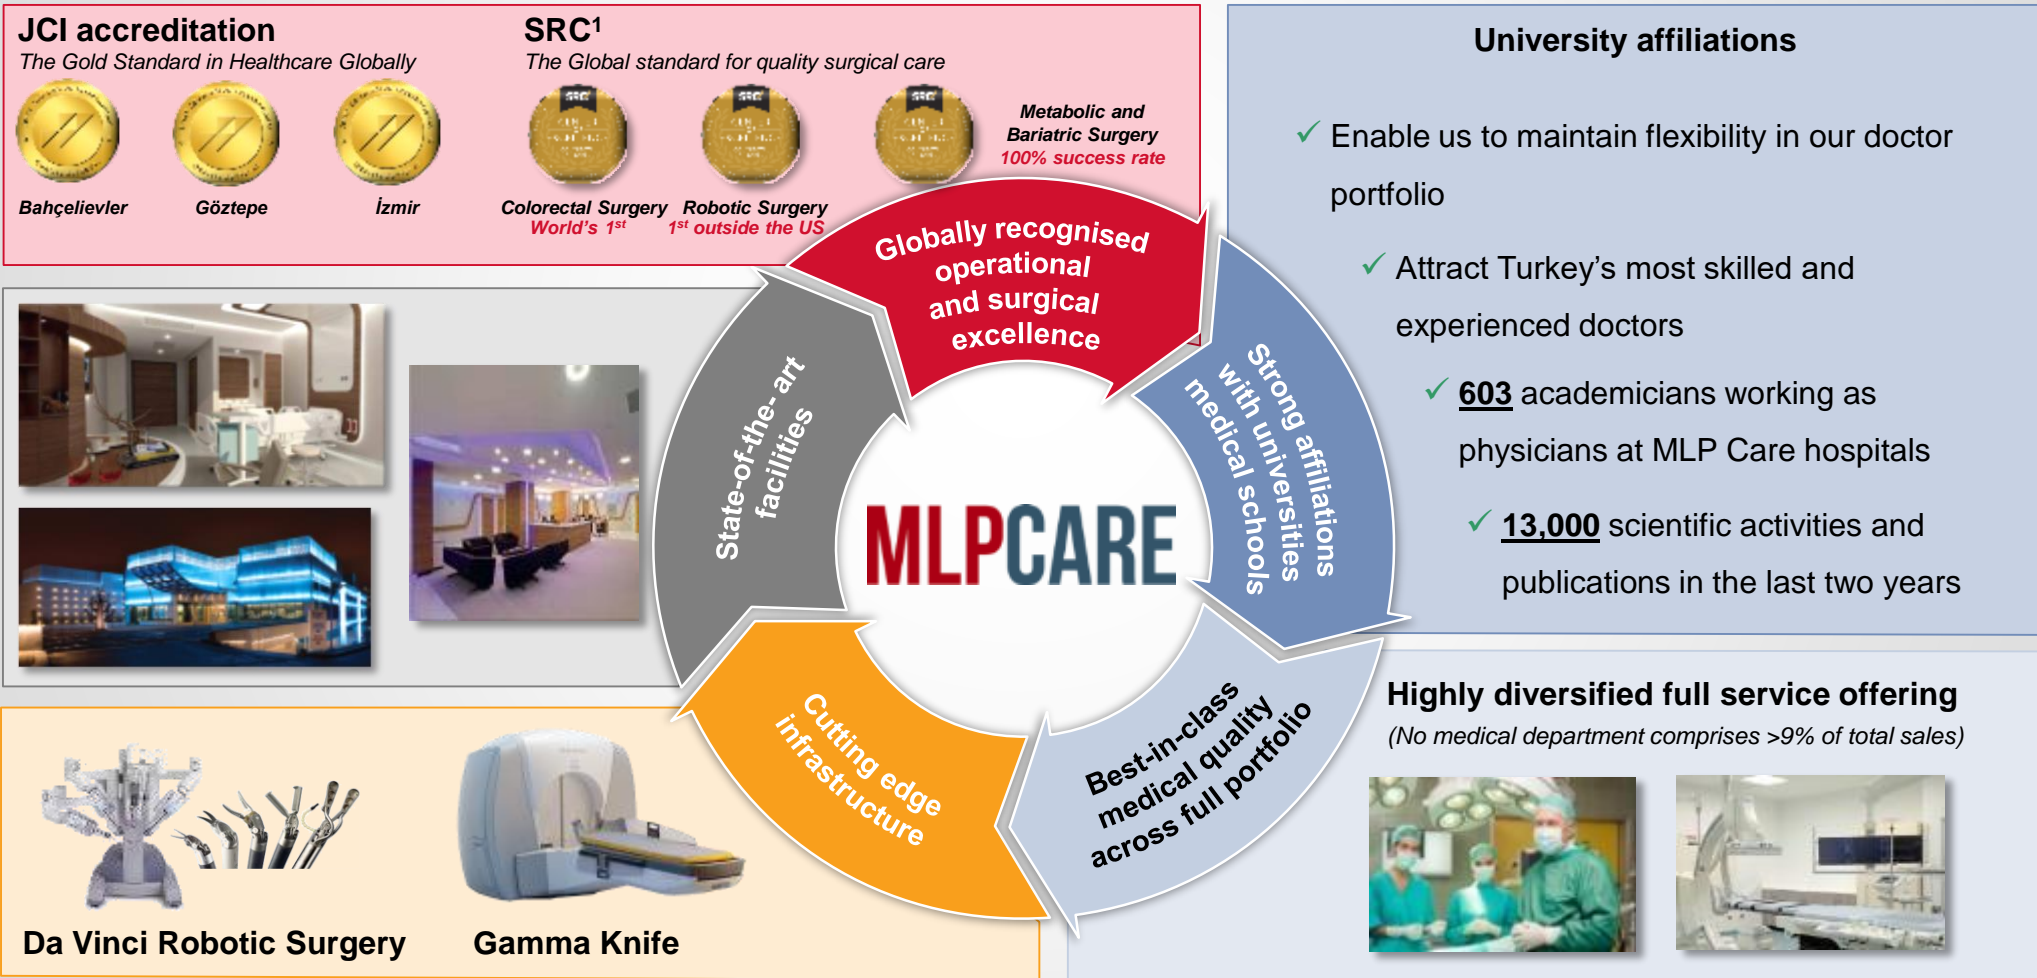 JCI accreditation
The Gold Standard in Healthcare Globally
Bahçelievler
Göztepe
İzmir
SRC¹
The Global standard for quality surgical care
SRC
SRC
SRC
Colorectal Surgery
World's 1st
Robotic Surgery
1st outside the US
Metabolic and
Bariatric Surgery
100% success rate
University affiliations
✓ Enable us to maintain flexibility in our doctor
portfolio
✓ Attract Turkey's most skilled and
experienced doctors
✓ 603 academicians working as
physicians at MLP Care hospitals
✓ 13,000 scientific activities and
publications in the last two years
Globally recognised
operational
and surgical
excellence
Strong affiliations
with universities
medical schools
Best-in-class
medical quality
across full portfolio
Cutting edge
infrastructure
State-of-the- art
facilities
MLPCARE
Highly diversified full service offering
(No medical department comprises >9% of total sales)
Da Vinci Robotic Surgery
Gamma Knife